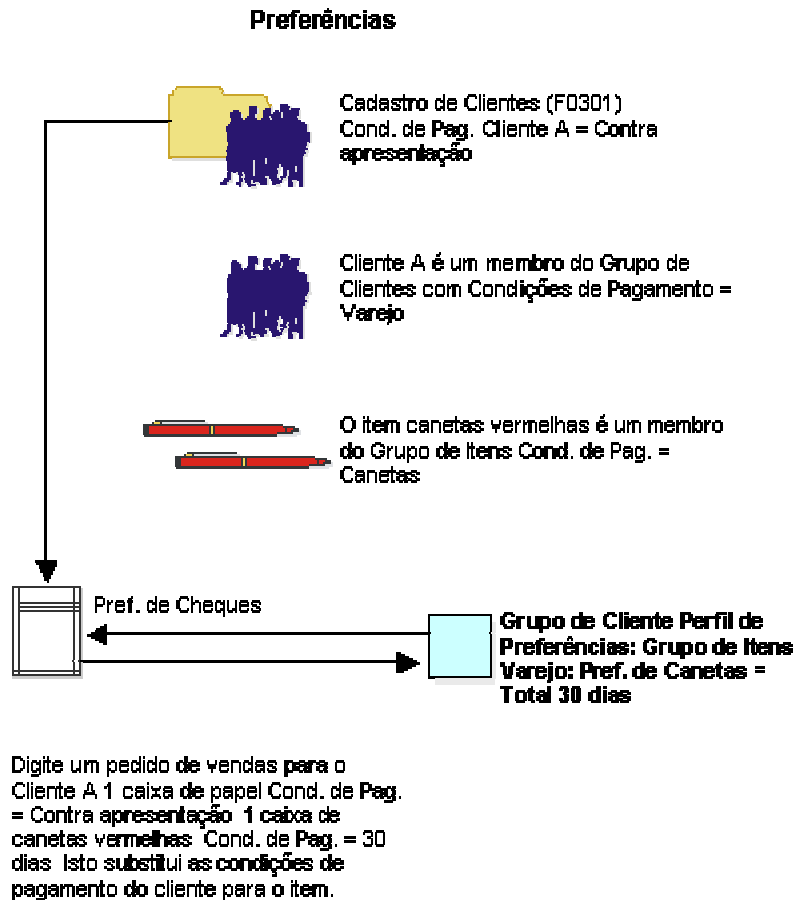 Preferências
Cadastro de Clientes (F0301)
Cond. de Pag. Cliente A = Contra
apresentação
Cliente A é um membro do Grupo de
Clientes com Condições de Pagamento =
Varejo
O item canetas vermelhas é um membro
do Grupo de Itens Cond. de Pag. =
Canetas
Pref. de Cheques
Grupo de Cliente Perfil de
Preferências: Grupo de Itens
Varejo: Pref. de Canetas =
Total 30 dias
Digite um pedido de vendas para o
Cliente A 1 caixa de papel Cond. de Pag.
= Contra apresentação 1 caixa de
canetas vermelhas Cond. de Pag. = 30
dias Isto substitui as condições de
pagamento do cliente para o item.